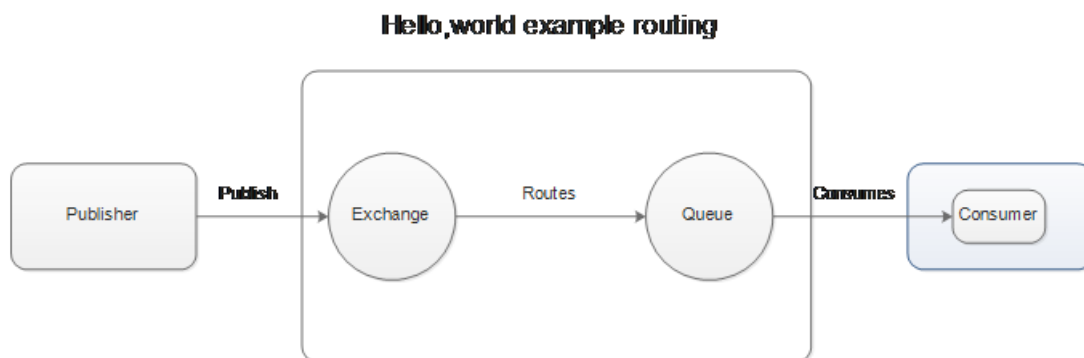 Hello,world example routing
Publisher
Publish
Exchange
Routes
Queue
Consumes
Consumer